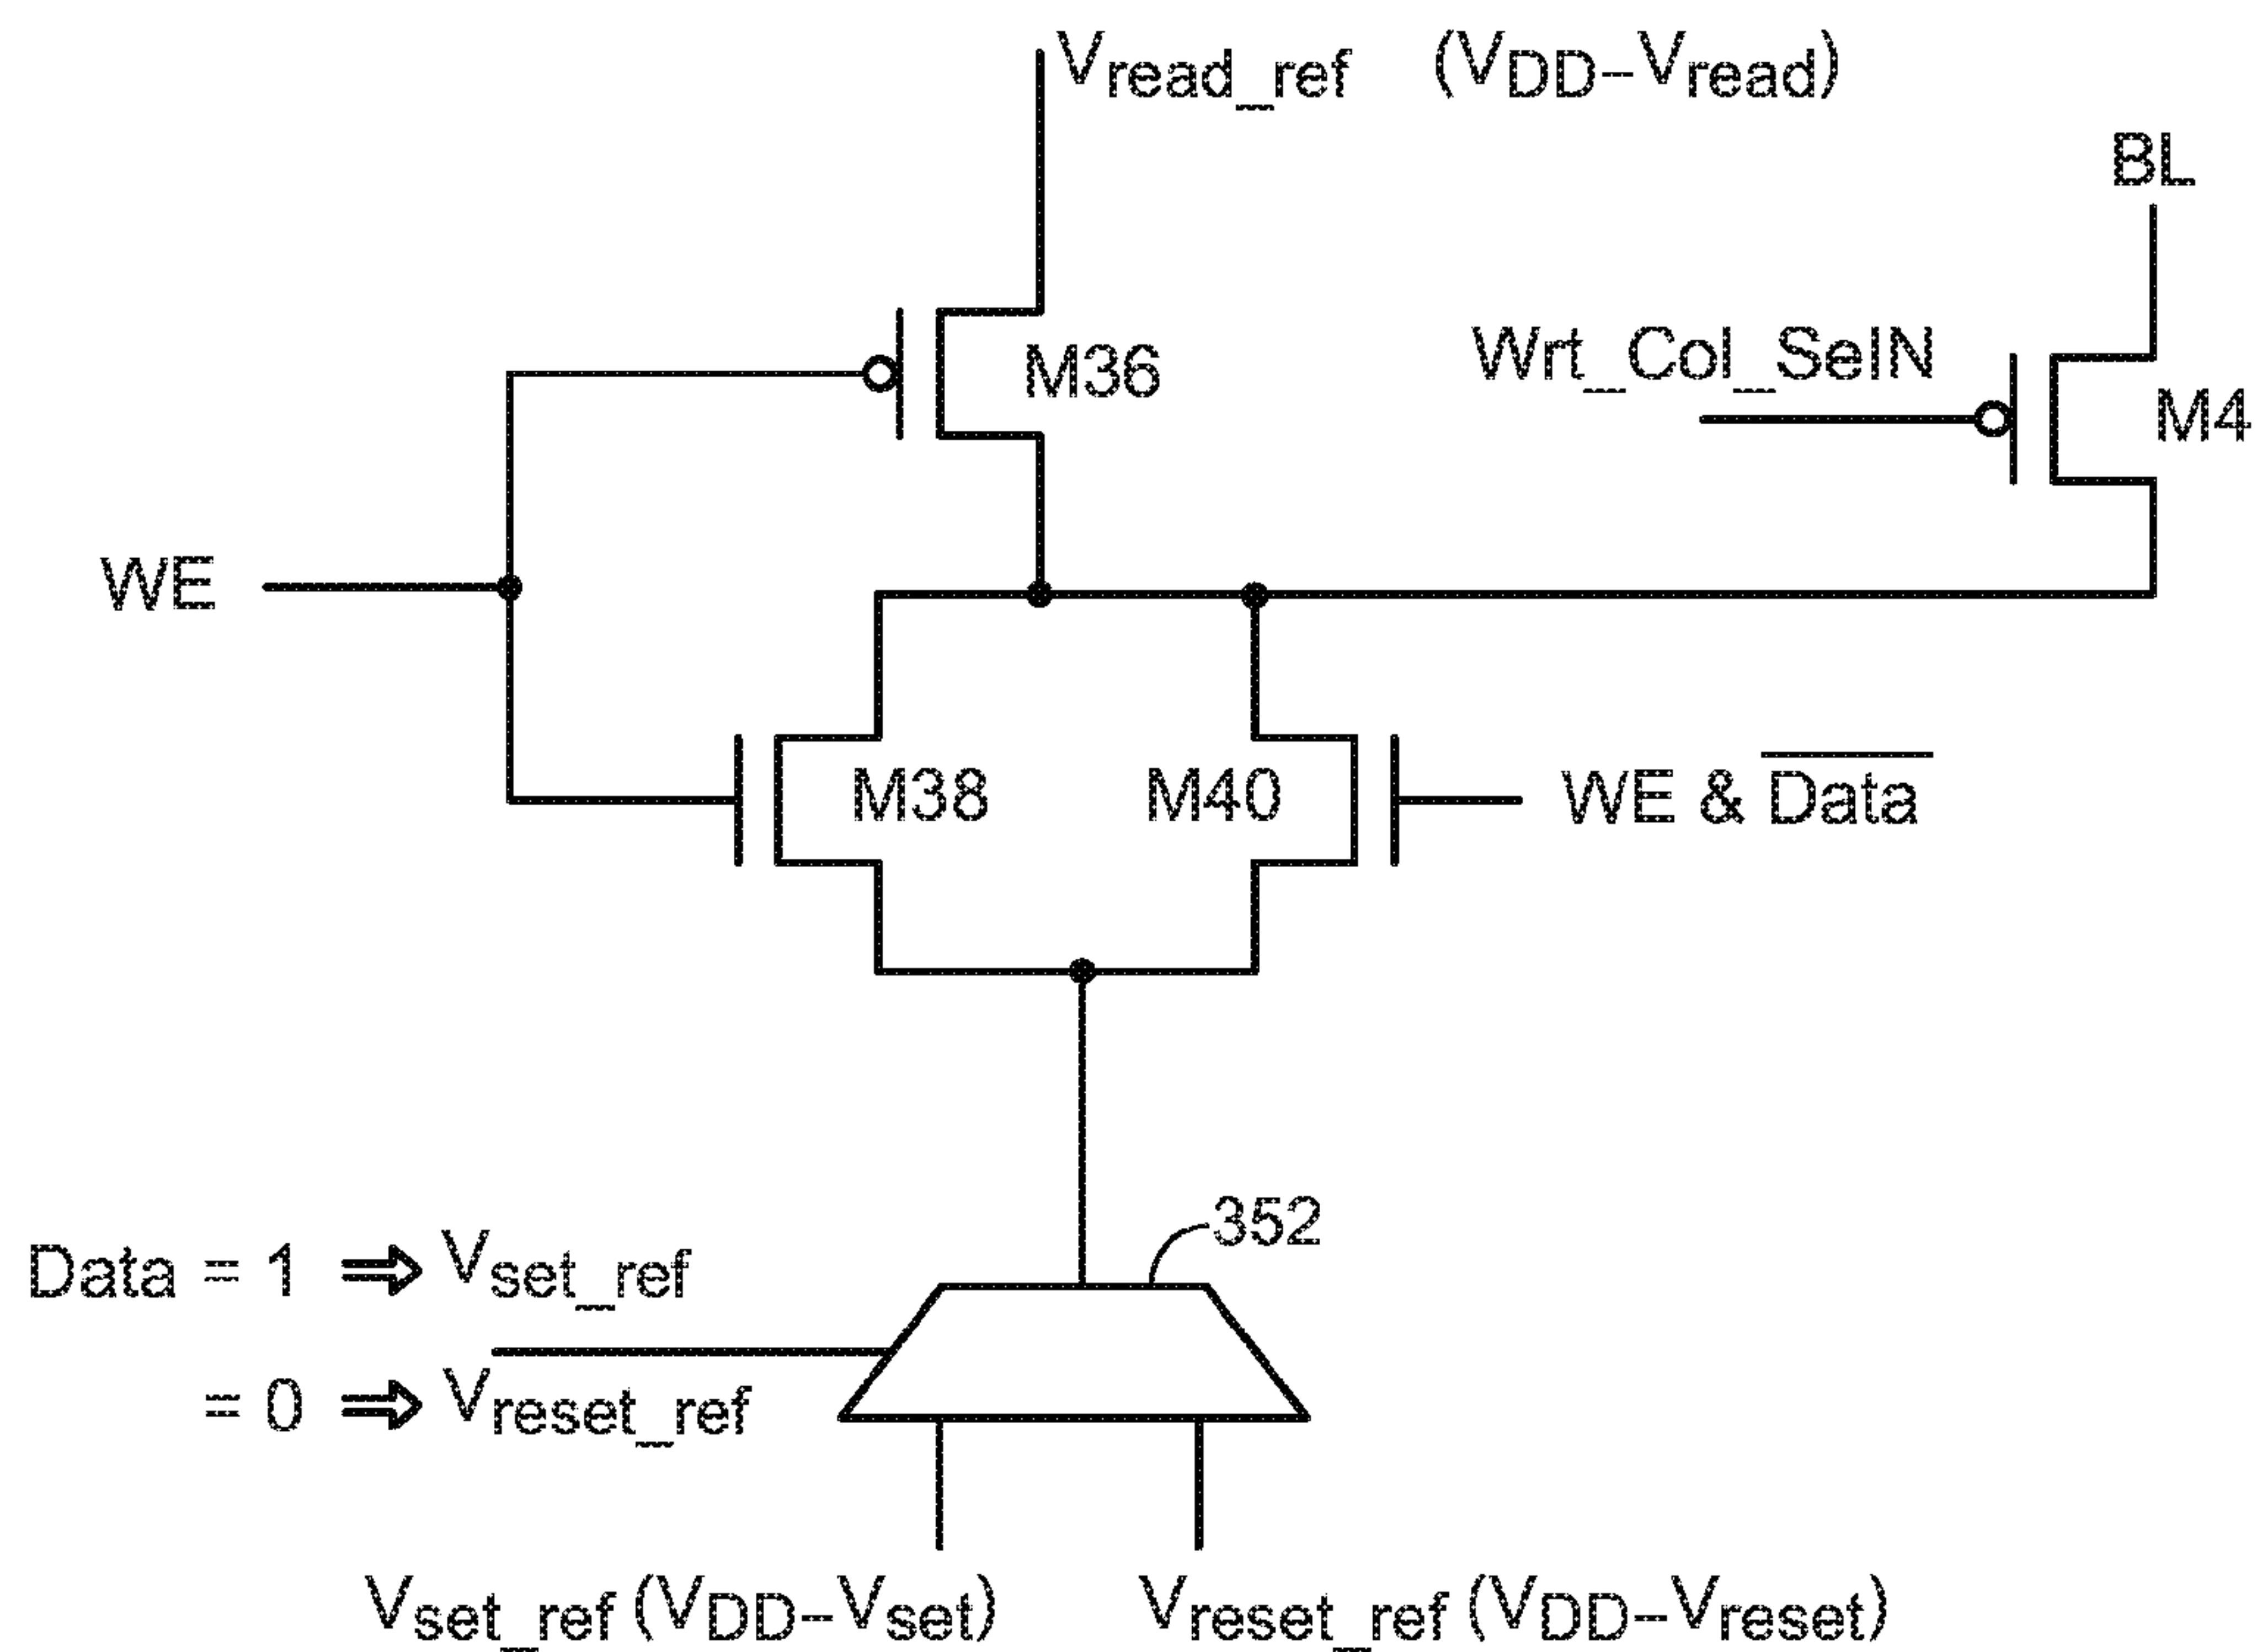 Vread_ref (VDD–Vread)
BL
Wrt_Col_SelN
M36
M4
WE
M38
M40
WE & D̅a̅t̅a̅
352
Data = 1 ⇒ Vset_ref
= 0 ⇒ Vreset_ref
Vset_ref (VDD–Vset)
Vreset_ref (VDD–Vreset)